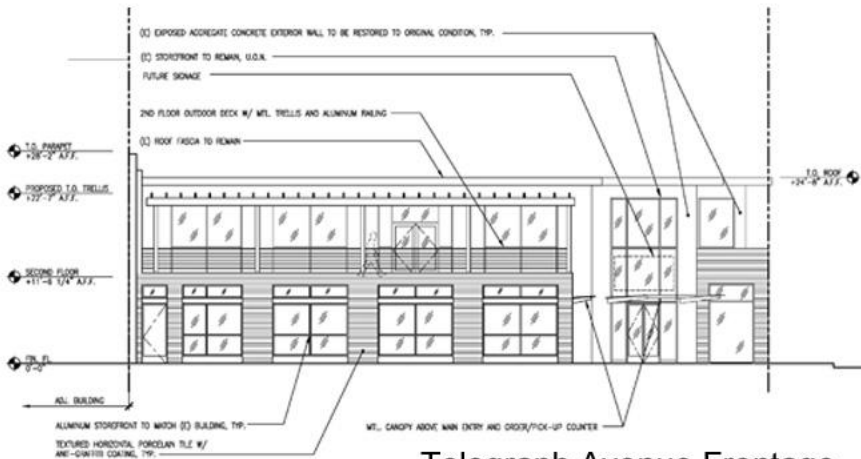 (E) EXPOSED AGGREGATE CONCRETE EXTERIOR WALL TO BE RESTORED TO ORIGINAL CONDITION, TYP.
(E) STOREFRONT TO REMAIN, U.O.N.
FUTURE SIGNAGE
2ND FLOOR OUTDOOR DECK W/ MTL. TRELLIS AND ALUMINUM RAILING
(E) ROOF FASCIA TO REMAIN
T.O. PARAPET
+28'-2" A.F.F.
T.O. ROOF
+24'-8" A.F.F.
PROPOSED T.O. TRELLIS
+22'-7" A.F.F.
SECOND FLOOR
+11'-6 1/4" A.F.F.
FIN. FL.
0'-0"
ADJ. BUILDING
ALUMINUM STOREFRONT TO MATCH (E) BUILDING, TYP.
MTL. CANOPY ABOVE MAIN ENTRY AND ORDER/PICK-UP COUNTER
TEXTURED HORIZONTAL PORCELAIN TILE W/
ANTI-GRAFFITI COATING, TYP.
Telegraph Avenue Frontage